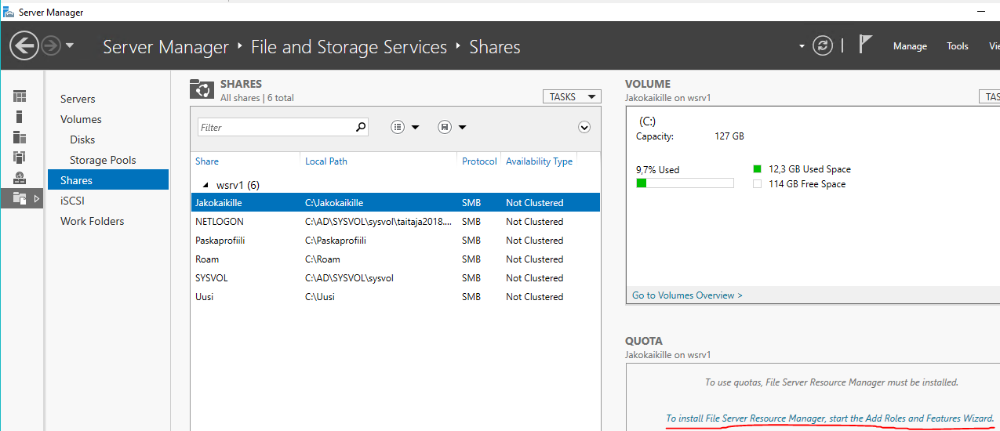 Server Manager
Server Manager ‣ File and Storage Services ‣ Shares
Manage Tools Vie
Servers
Volumes
Disks
Storage Pools
Shares
iSCSI
Work Folders
SHARES
All shares | 6 total
TASKS
Filter
Share Local Path Protocol Availability Type
wsrv1 (6)
Jakokaikille C:\Jakokaikille SMB Not Clustered
NETLOGON C:\AD\SYSVOL\sysvol\taitaja2018.... SMB Not Clustered
Paskaprofiili C:\Paskaprofiili SMB Not Clustered
Roam C:\Roam SMB Not Clustered
SYSVOL C:\AD\SYSVOL\sysvol SMB Not Clustered
Uusi C:\Uusi SMB Not Clustered
VOLUME
Jakokaikille on wsrv1
TAS
(C:)
Capacity: 127 GB
9,7% Used
12,3 GB Used Space
114 GB Free Space
Go to Volumes Overview >
QUOTA
Jakokaikille on wsrv1
To use quotas, File Server Resource Manager must be installed.
To install File Server Resource Manager, start the Add Roles and Features Wizard.